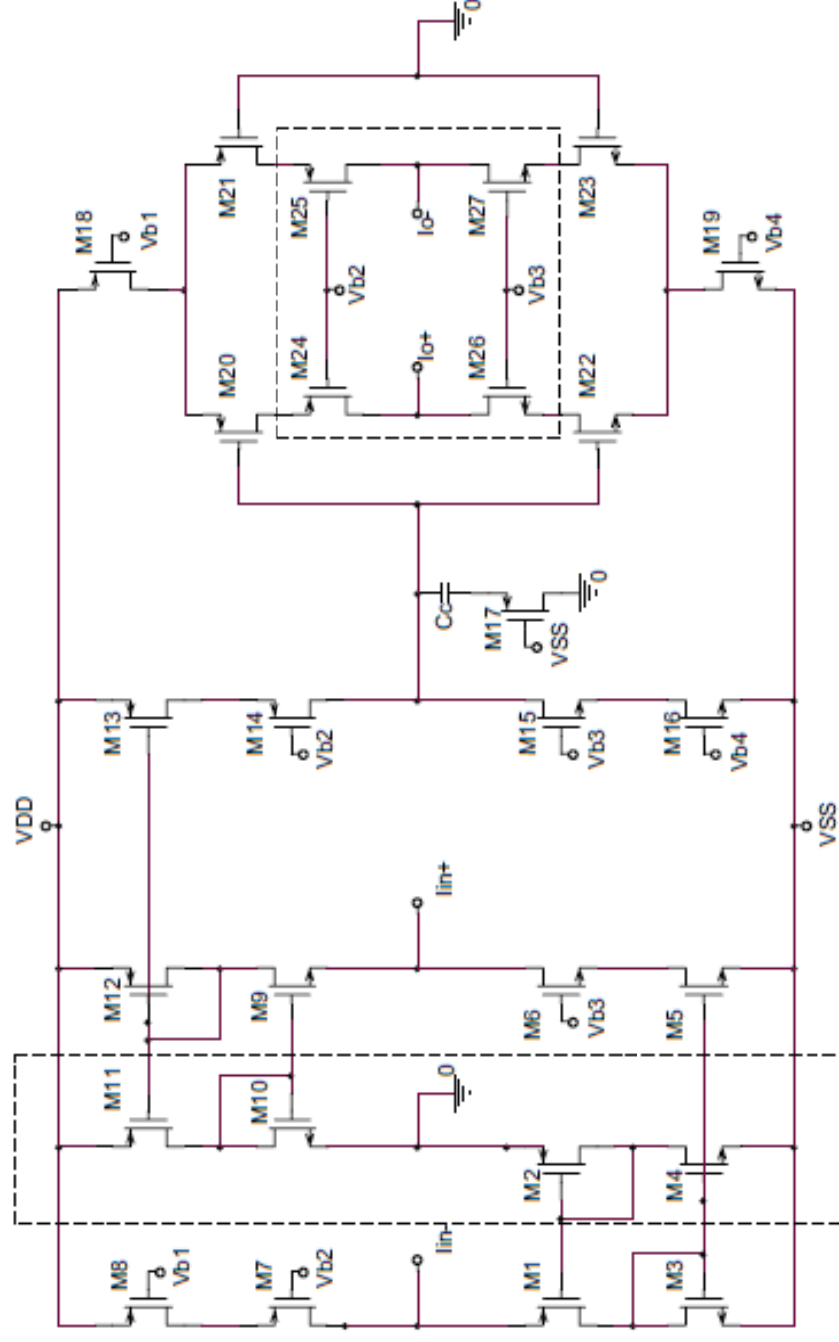 M8
Vb1
M7
Vb2
Iin-
M1
M3
M11
M10
0
M2
M4
M12
M9
Iin+
M6
Vb3
M5
VDD
M13
M14
Vb2
M15
Vb3
M16
Vb4
VSS
Cc
M17
VSS
0
M20
M24
Io+
M26
M22
M18
Vb1
Vb2
Vb3
M19
Vb4
M21
M25
Io-
M27
M23
0